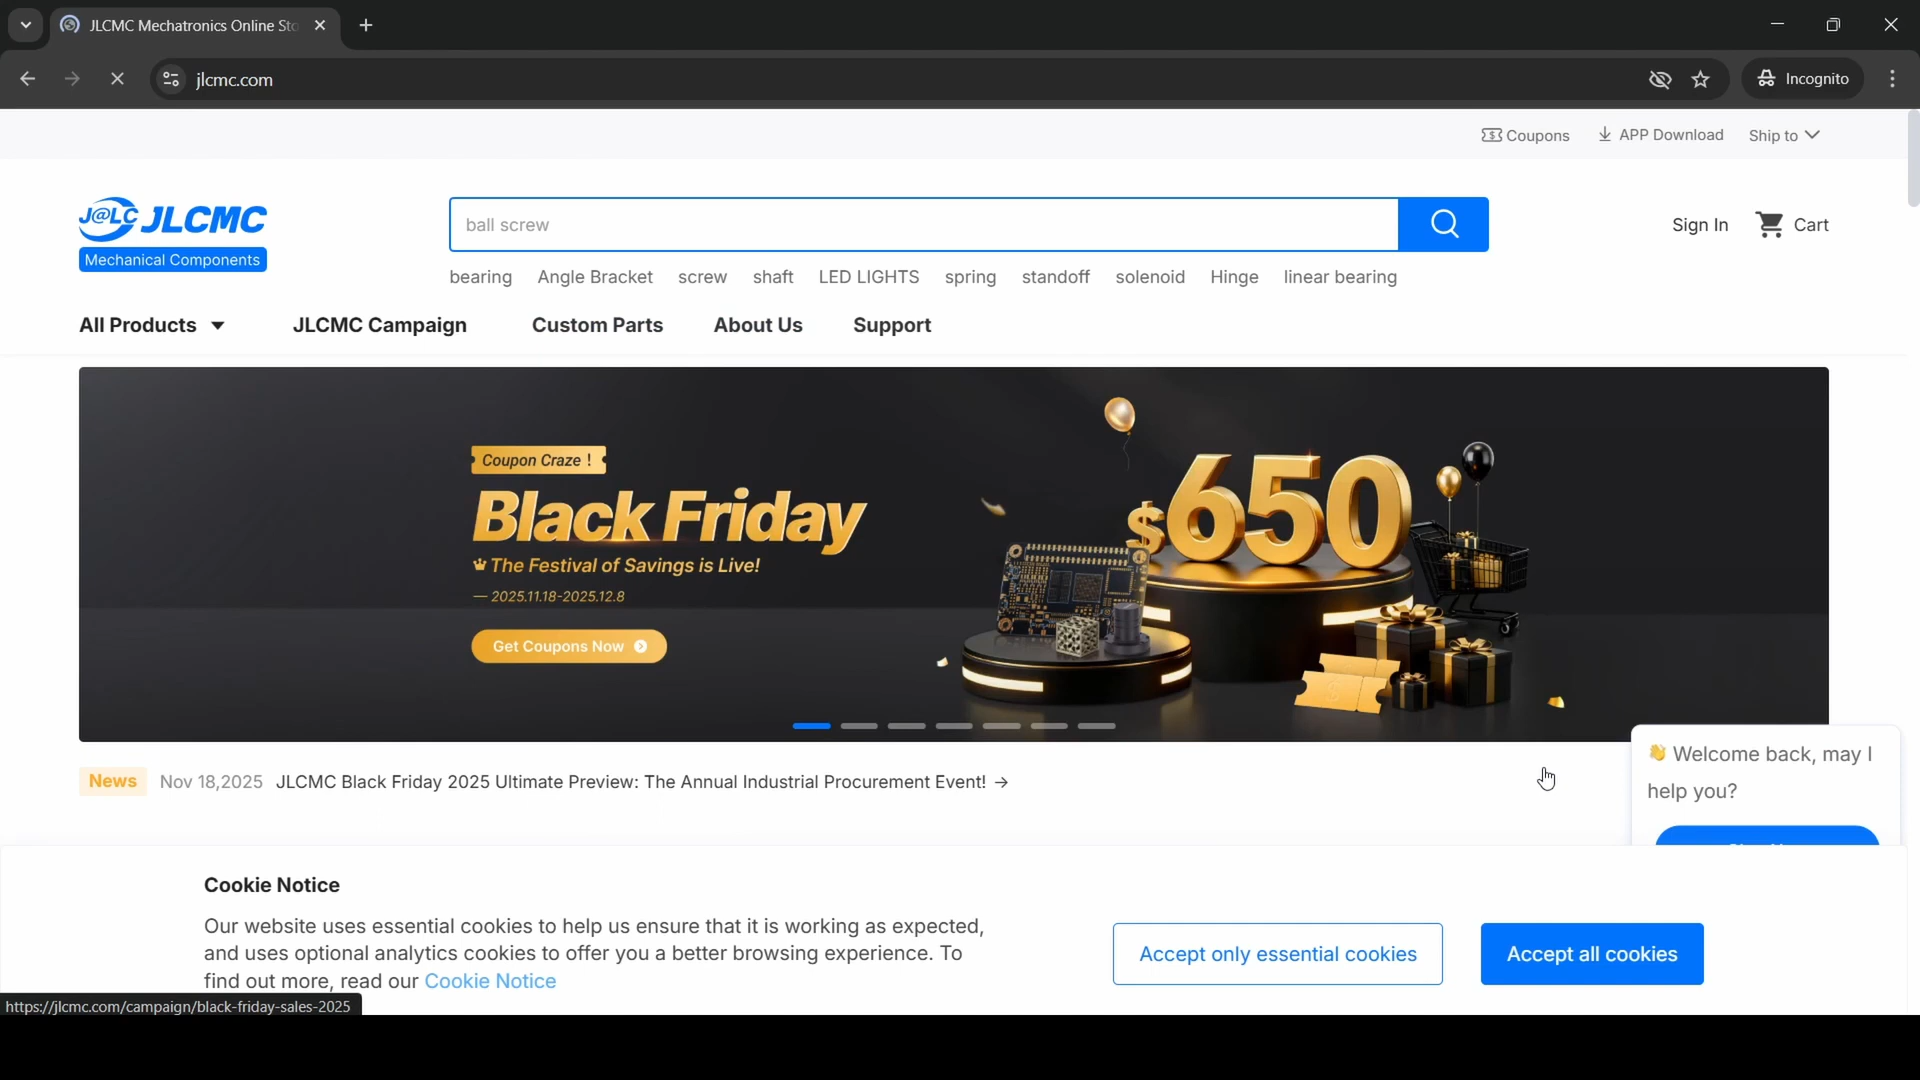 JLCMC Mechatronics Online Sto
jlcmc.com
Incognito
Coupons
APP Download
Ship to
J@LC JLCMC
Mechanical Components
ball screw
Sign In
Cart
bearing Angle Bracket screw shaft LED LIGHTS spring standoff solenoid Hinge linear bearing
All Products JLCMC Campaign Custom Parts About Us Support
Coupon Craze !
Black Friday
The Festival of Savings is Live!
— 2025.11.18-2025.12.8
Get Coupons Now
$650
News Nov 18,2025 JLCMC Black Friday 2025 Ultimate Preview: The Annual Industrial Procurement Event! →
👋 Welcome back, may I
help you?
Cookie Notice
Our website uses essential cookies to help us ensure that it is working as expected,
and uses optional analytics cookies to offer you a better browsing experience. To
find out more, read our Cookie Notice
Accept only essential cookies
Accept all cookies
https://jlcmc.com/campaign/black-friday-sales-2025